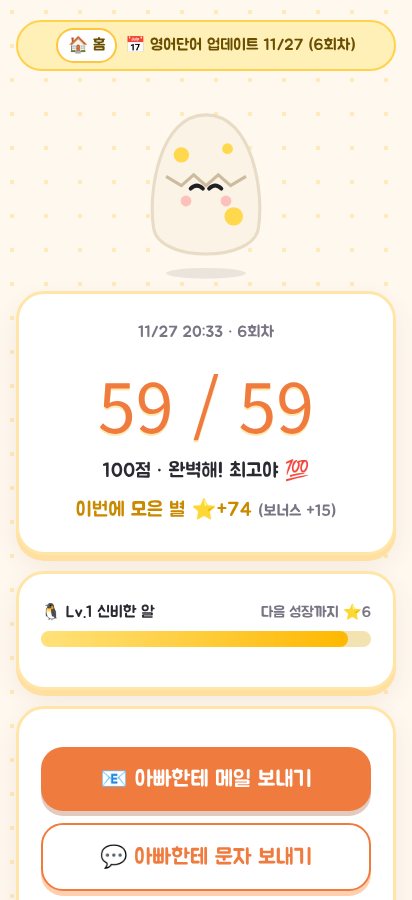 🏠 홈 📅 영어단어 업데이트 11/27 (6회차)
11/27 20:33 · 6회차
59 / 59
100점 · 완벽해! 최고야 💯
이번에 모은 별 ⭐+74 (보너스 +15)
🐧 Lv.1 신비한 알 다음 성장까지 ⭐6
📧 아빠한테 메일 보내기
💬 아빠한테 문자 보내기